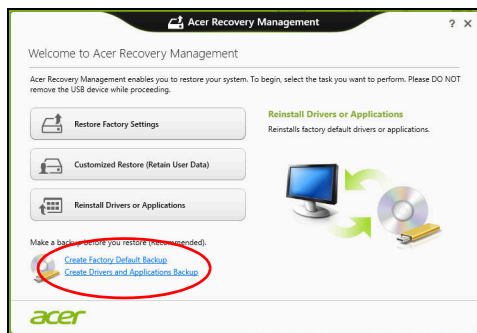 Acer Recovery Management
? ×
Welcome to Acer Recovery Management
Acer Recovery Management enables you to restore your system. To begin, select the task you want to perform. Please DO NOT
remove the USB device while proceeding.
Restore Factory Settings
Customized Restore (Retain User Data)
Reinstall Drivers or Applications
Reinstall Drivers or Applications
Reinstalls factory default drivers or applications.
Make a backup before you restore (Recommended).
Create Factory Default Backup
Create Drivers and Applications Backup
acer